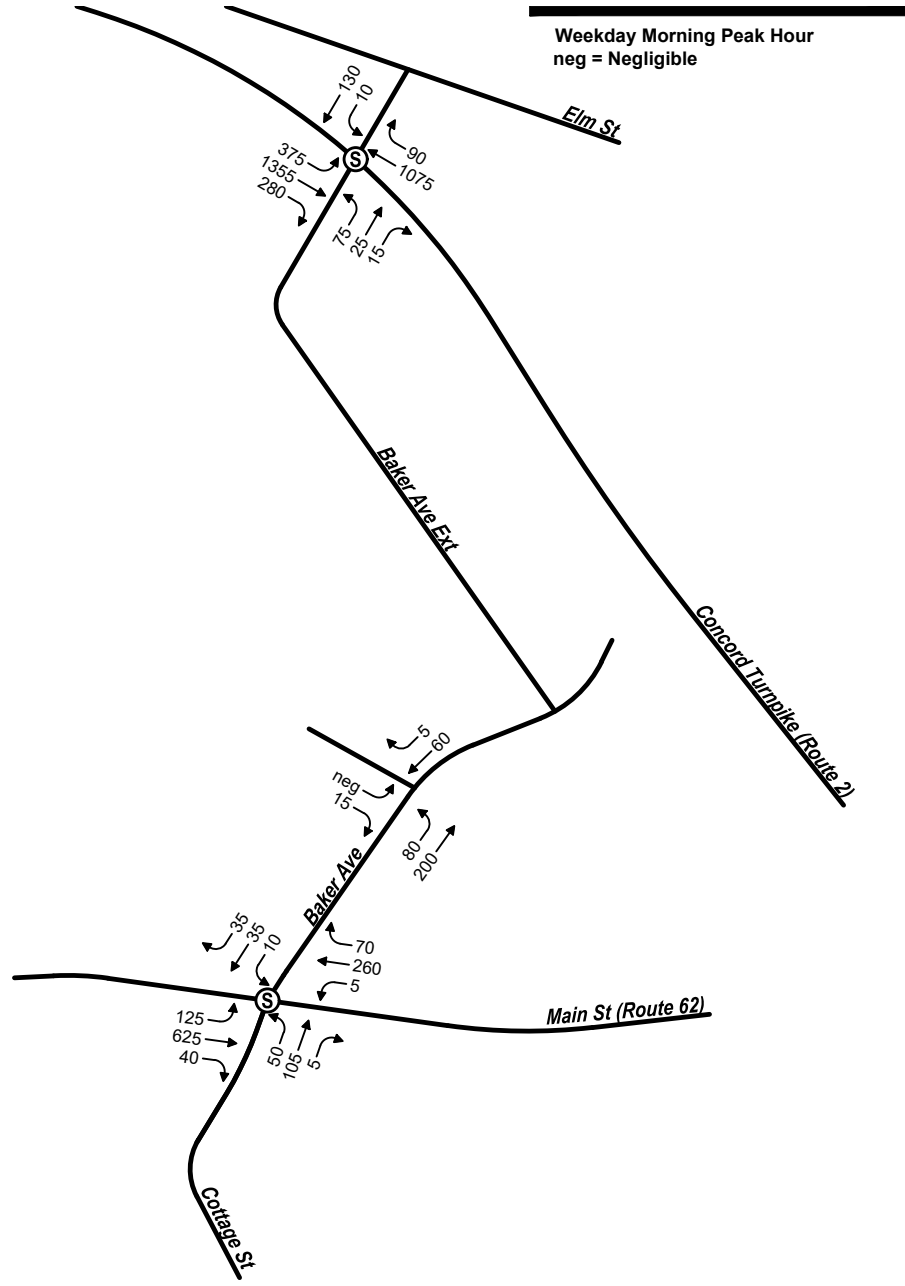 Weekday Morning Peak Hour
neg = Negligible
Elm St
130
10
90
1075
375
1355
280
75
25
15
Baker Ave Ext
Concord Turnpike (Route 2)
5
60
neg
15
80
200
Baker Ave
35
35
10
70
260
5
125
625
40
50
105
5
Main St (Route 62)
Cottage St
S
S